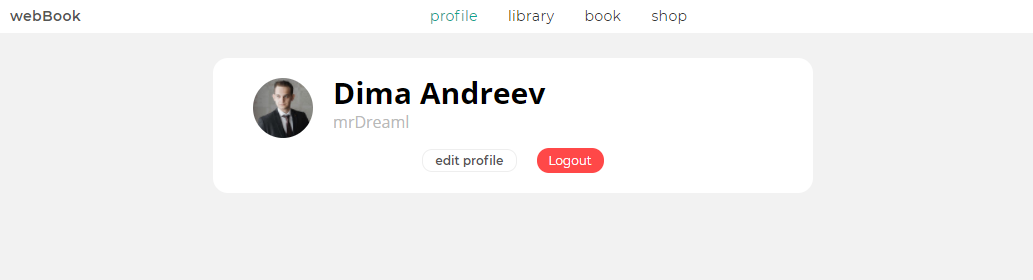 webBook profile library book shop
Dima Andreev
mrDreaml
edit profile Logout